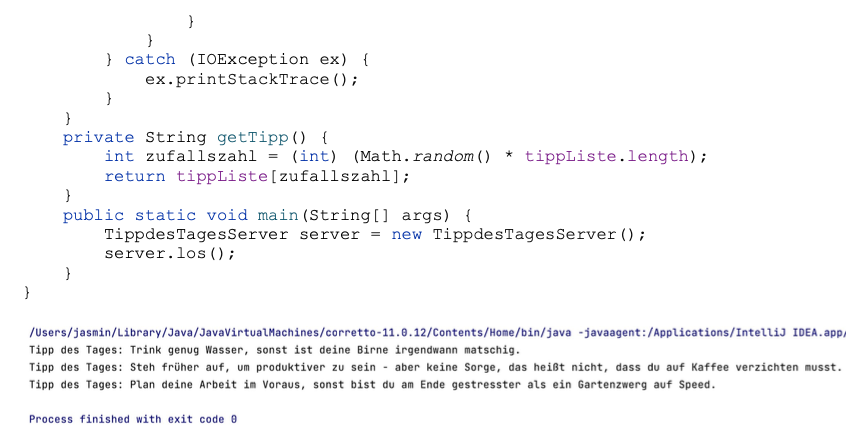 }
            }
        } catch (IOException ex) {
            ex.printStackTrace();
        }
    }
    private String getTipp() {
        int zufallszahl = (int) (Math.random() * tippListe.length);
        return tippListe[zufallszahl];
    }
    public static void main(String[] args) {
        TippdesTagesServer server = new TippdesTagesServer();
        server.los();
    }
}
/Users/jasmin/Library/Java/JavaVirtualMachines/corretto-11.0.12/Contents/Home/bin/java -javaagent:/Applications/IntelliJ IDEA.app/
Tipp des Tages: Trink genug Wasser, sonst ist deine Birne irgendwann matschig.
Tipp des Tages: Steh früher auf, um produktiver zu sein - aber keine Sorge, das heißt nicht, dass du auf Kaffee verzichten musst.
Tipp des Tages: Plan deine Arbeit im Voraus, sonst bist du am Ende gestresster als ein Gartenzwerg auf Speed.
Process finished with exit code 0